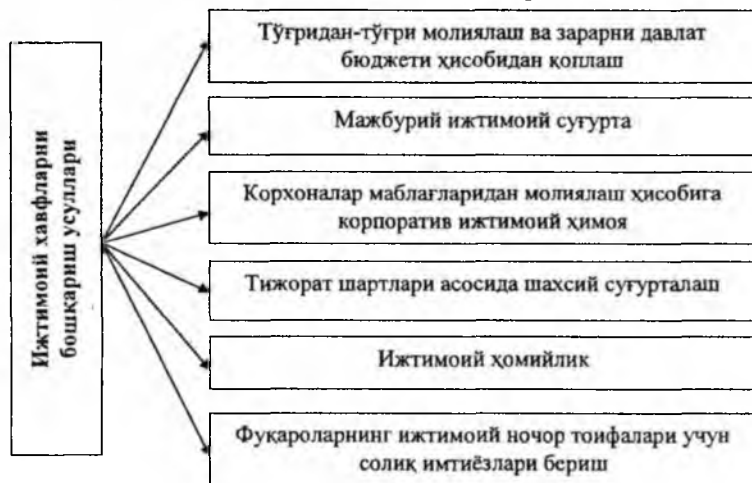 Ижтимоий хавфларни
бошкариш усуллари
Тўғридан-тўғри молиялаш ва зарарни давлат
бюджети ҳисобидан қоплаш
Мажбурий ижтимоий суғурта
Корхоналар маблағларидан молиялаш ҳисобига
корпоратив ижтимоий ҳимоя
Тижорат шартлари асосида шахсий суғурталаш
Ижтимоий ҳомийлик
Фуқароларнинг ижтимоий ночор тоифалари учун
солиқ имтиёзлари бериш